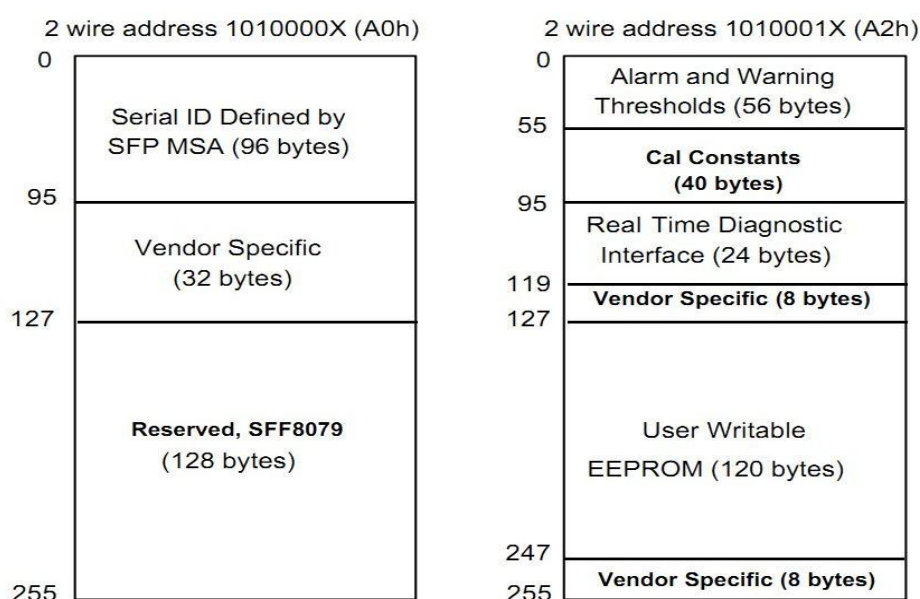 2 wire address 1010000X (A0h)
0
Serial ID Defined by
SFP MSA (96 bytes)
95
Vendor Specific
(32 bytes)
127
Reserved, SFF8079
(128 bytes)
255
2 wire address 1010001X (A2h)
0
Alarm and Warning
Thresholds (56 bytes)
55
Cal Constants
(40 bytes)
95
Real Time Diagnostic
Interface (24 bytes)
119
Vendor Specific (8 bytes)
127
User Writable
EEPROM (120 bytes)
247
Vendor Specific (8 bytes)
255